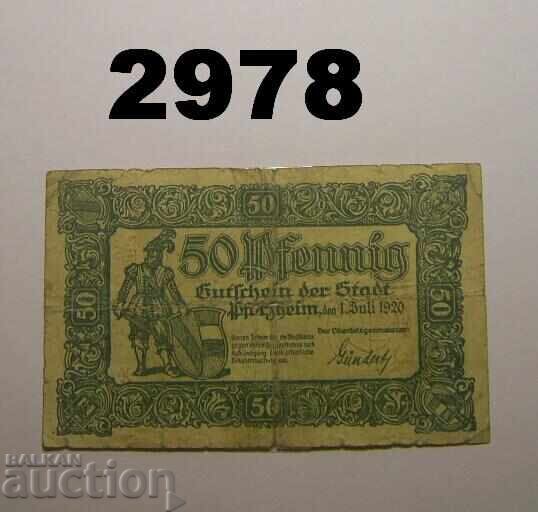 2978
50
50 Pfennig
Gutschein der Stadt
Pforzheim, den 1. Juli 1920
Der Oberbürgermeister:
Gündert
50
50
50
BALKAN
auction